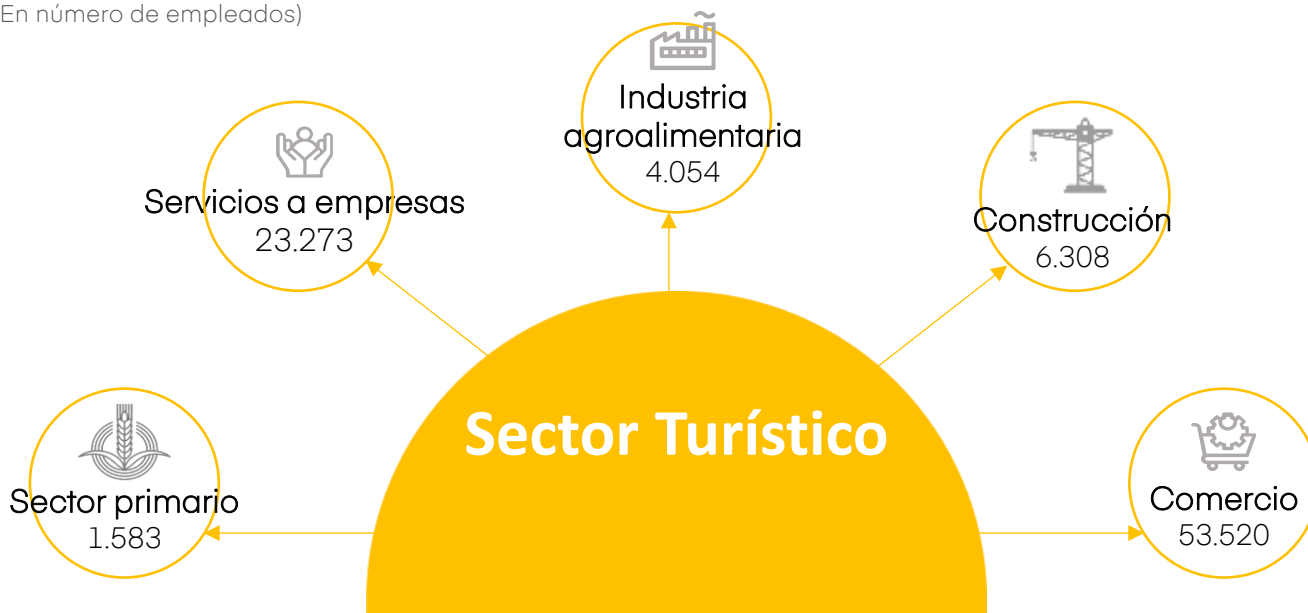 En número de empleados)
Industria
agroalimentaria
4.054
Servicios a empresas
23.273
Construcción
6.308
Sector Turístico
Sector primario
1.583
Comercio
53.520